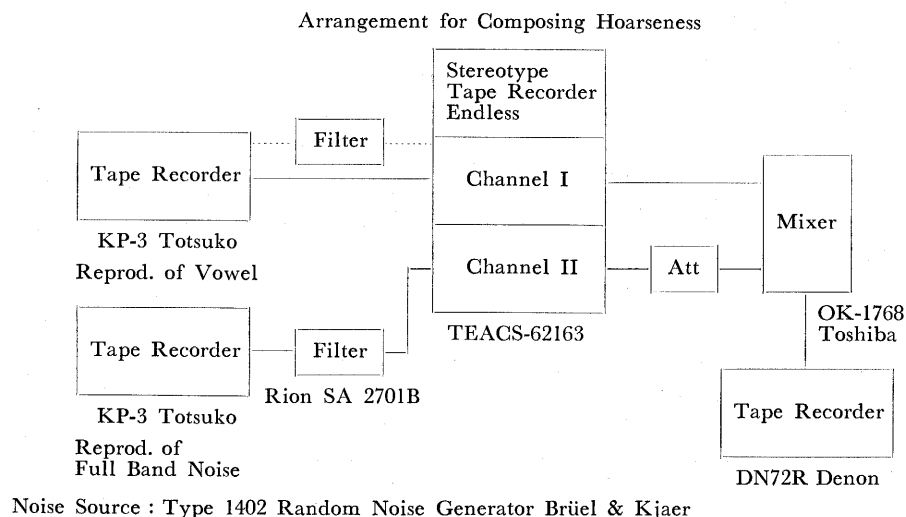 Arrangement for Composing Hoarseness
Stereotype
Tape Recorder
Endless
Filter
Tape Recorder
Channel I
KP-3 Totsuko
Reprod. of Vowel
Mixer
Channel II
Att
OK-1768
Toshiba
TEACS-62163
Tape Recorder
Filter
Rion SA 2701B
KP-3 Totsuko
Reprod. of
Full Band Noise
Tape Recorder
DN72R Denon
Noise Source : Type 1402 Random Noise Generator Brüel & Kjaer